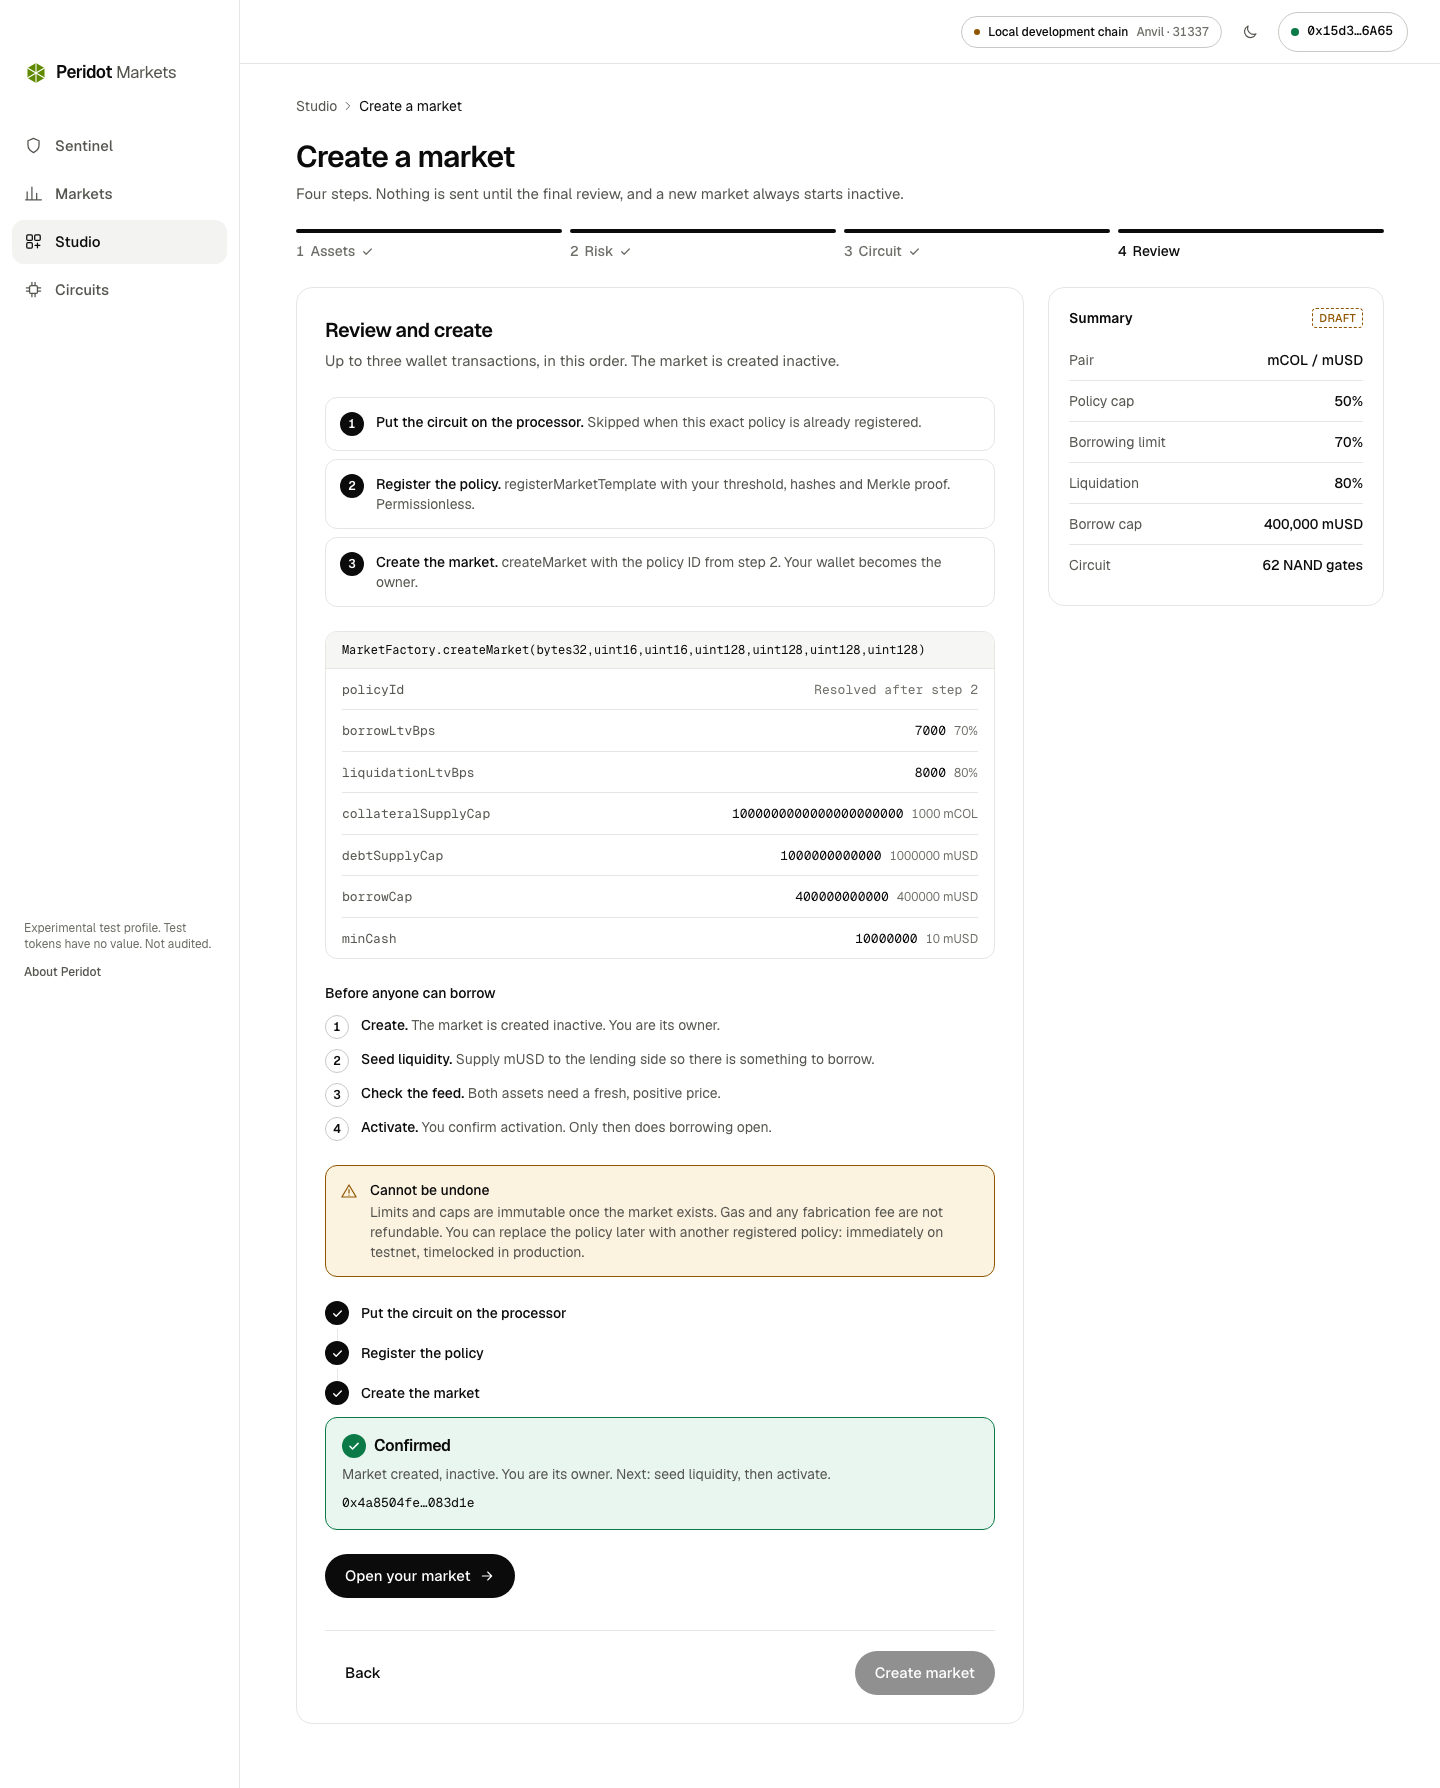 Peridot Markets
Sentinel
Markets
Studio
Circuits
Experimental test profile. Test
tokens have no value. Not audited.
About Peridot
Local development chain Anvil · 31337
0x15d3…6A65
Studio > Create a market
Create a market
Four steps. Nothing is sent until the final review, and a new market always starts inactive.
1 Assets ✓
2 Risk ✓
3 Circuit ✓
4 Review
Review and create
Up to three wallet transactions, in this order. The market is created inactive.
1 Put the circuit on the processor. Skipped when this exact policy is already registered.
2 Register the policy. registerMarketTemplate with your threshold, hashes and Merkle proof.
Permissionless.
3 Create the market. createMarket with the policy ID from step 2. Your wallet becomes the
owner.
MarketFactory.createMarket(bytes32,uint16,uint16,uint128,uint128,uint128,uint128)
policyId Resolved after step 2
borrowLtvBps 7000 70%
liquidationLtvBps 8000 80%
collateralSupplyCap 1000000000000000000000 1000 mCOL
debtSupplyCap 1000000000000 1000000 mUSD
borrowCap 400000000000 400000 mUSD
minCash 10000000 10 mUSD
Before anyone can borrow
1 Create. The market is created inactive. You are its owner.
2 Seed liquidity. Supply mUSD to the lending side so there is something to borrow.
3 Check the feed. Both assets need a fresh, positive price.
4 Activate. You confirm activation. Only then does borrowing open.
Cannot be undone
Limits and caps are immutable once the market exists. Gas and any fabrication fee are not
refundable. You can replace the policy later with another registered policy: immediately on
testnet, timelocked in production.
Put the circuit on the processor
Register the policy
Create the market
Confirmed
Market created, inactive. You are its owner. Next: seed liquidity, then activate.
0x4a8504fe…083d1e
Open your market →
Back
Create market
Summary DRAFT
Pair mCOL / mUSD
Policy cap 50%
Borrowing limit 70%
Liquidation 80%
Borrow cap 400,000 mUSD
Circuit 62 NAND gates